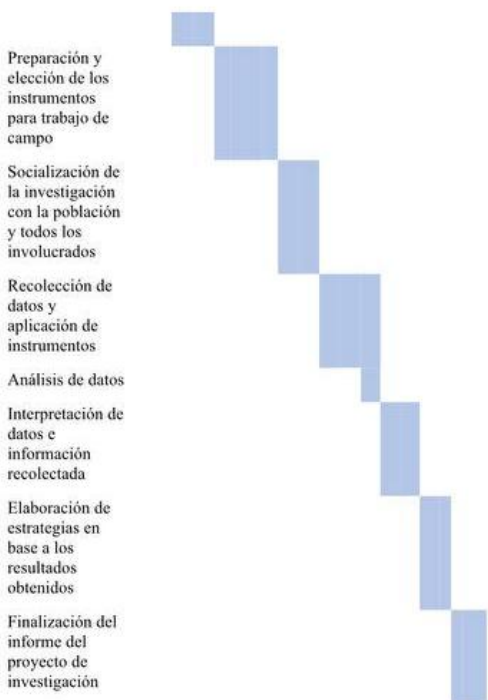 Preparación y
elección de los
instrumentos
para trabajo de
campo
Socialización de
la investigación
con la población
y todos los
involucrados
Recolección de
datos y
aplicación de
instrumentos
Análisis de datos
Interpretación de
datos e
información
recolectada
Elaboración de
estrategias en
base a los
resultados
obtenidos
Finalización del
informe del
proyecto de
investigación